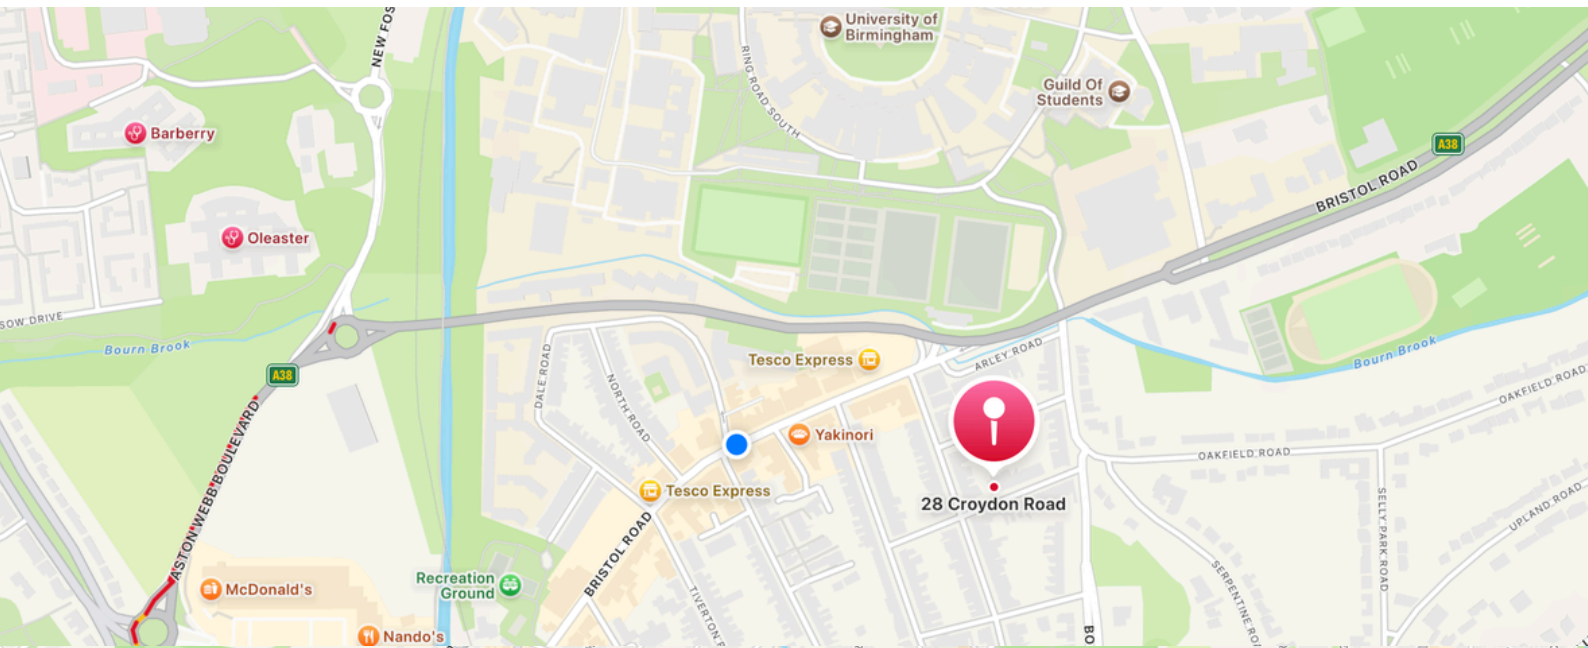 University of
Birmingham
NEW FOS
RING ROAD SOUTH
Guild Of
Students
Barberry
A38
BRISTOL ROAD
Oleaster
SOW DRIVE
Bourn Brook
A38
DALE ROAD
NORTH ROAD
Tesco Express
ARLEY ROAD
Bourn Brook
OAKFIELD ROAD
ASTON WEBB BOULEVARD
Yakinori
OAKFIELD ROAD
Tesco Express
28 Croydon Road
SELLY PARK ROAD
UPLAND ROAD
BRISTOL ROAD
McDonald's
Recreation
Ground
TIVERTON R
SERPENTINE ROA
Nando's
BO